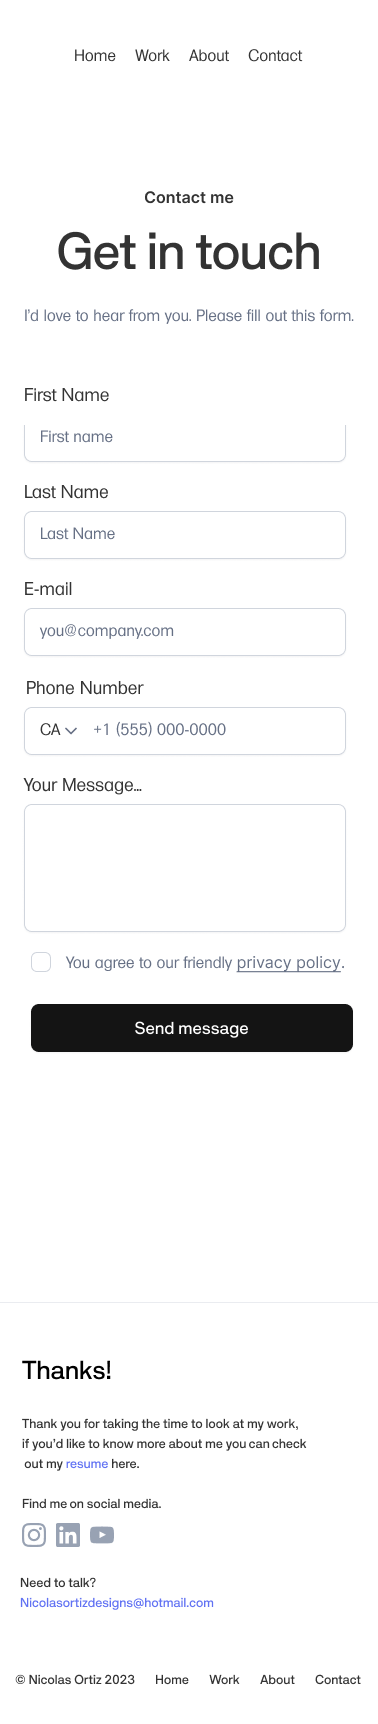 Home Work About Contact
Contact me
Get in touch
I'd love to hear from you. Please fill out this form.
First Name
First name
Last Name
Last Name
E-mail
you@company.com
Phone Number
CA +1 (555) 000-0000
Your Message...
You agree to our friendly privacy policy.
Send message
Thanks!
Thank you for taking the time to look at my work,
if you'd like to know more about me you can check
out my resume here.
Find me on social media.
in
Need to talk?
Nicolasortizdesigns@hotmail.com
© Nicolas Ortiz 2023 Home Work About Contact